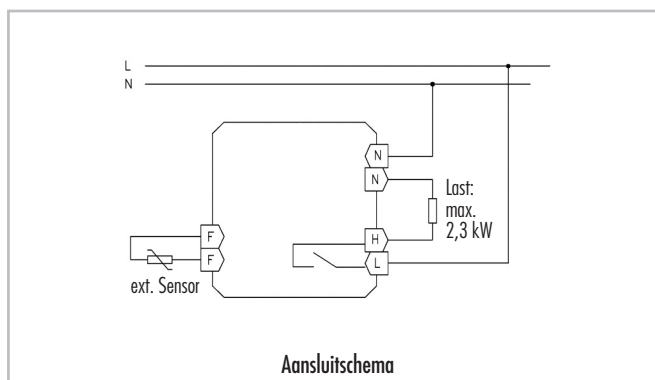 L
N
N
N
Last:
max.
2,3 kW
H
L
F
F
ext. Sensor
Aansluitschema